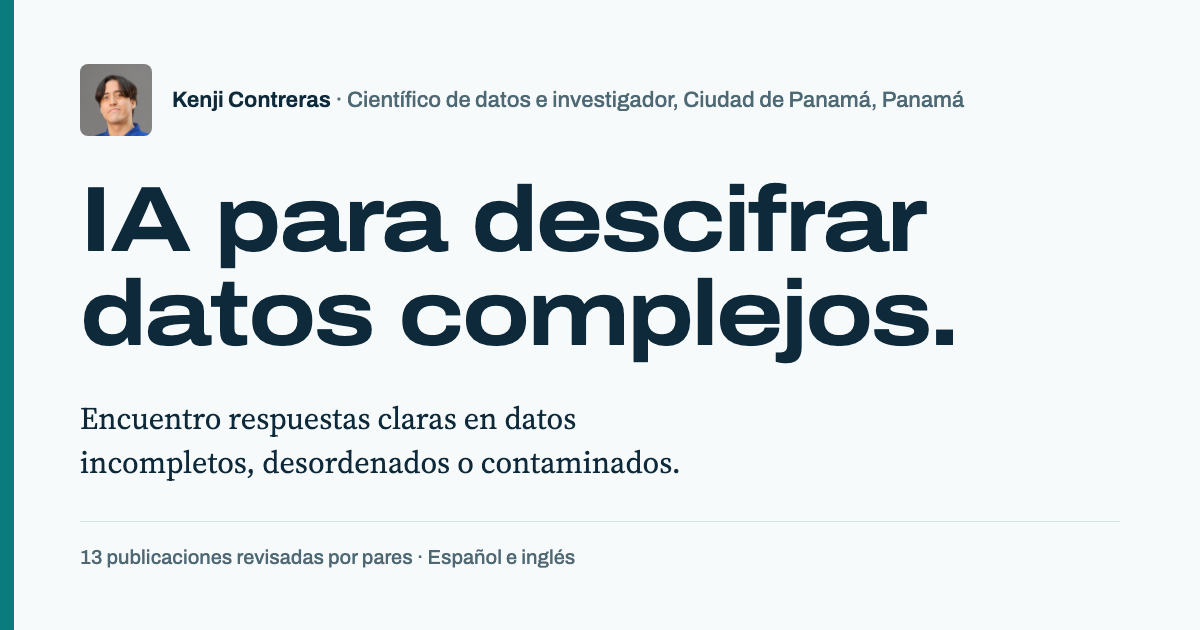 Kenji Contreras · Científico de datos e investigador, Ciudad de Panamá, Panamá
IA para descifrar
datos complejos.
Encuentro respuestas claras en datos
incompletos, desordenados o contaminados.
13 publicaciones revisadas por pares · Español e inglés